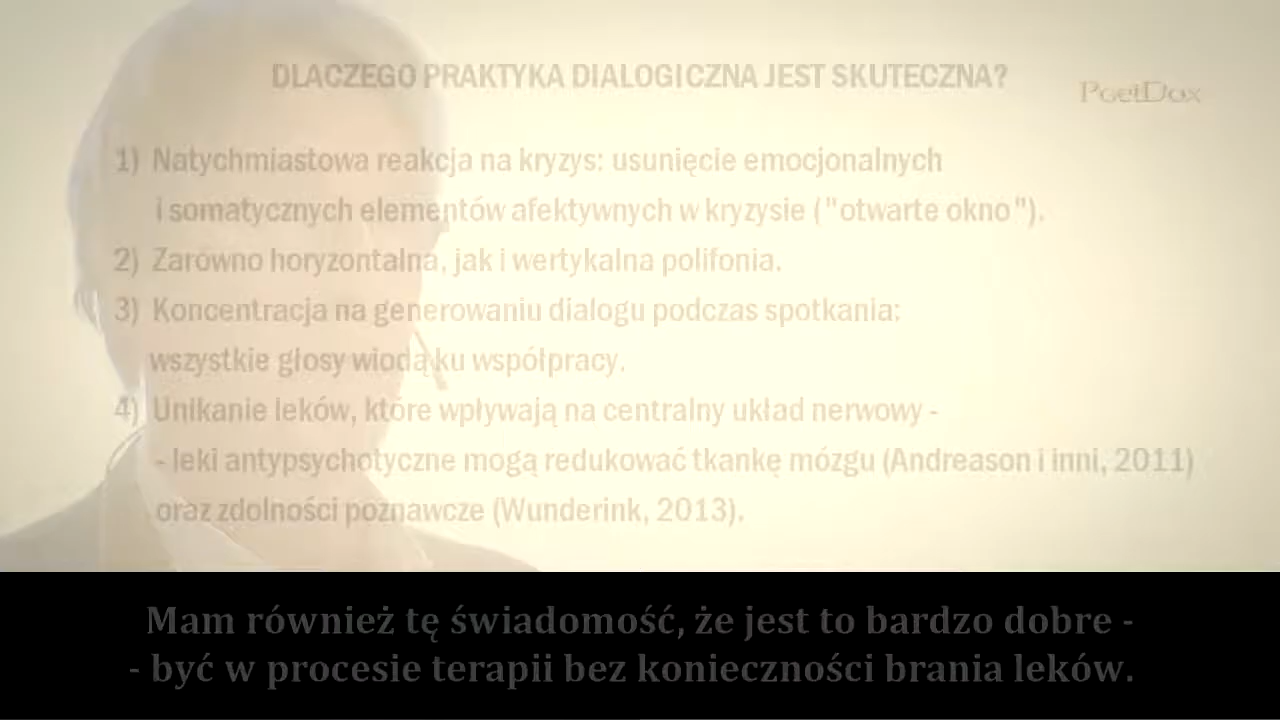 DLACZEGO PRAKTYKA DIALOGICZNA JEST SKUTECZNA?
PoetDox
1) Natychmiastowa reakcja na kryzys: usunięcie emocjonalnych
i somatycznych elementów afektywnych w kryzysie ("otwarte okno").
2) Zarówno horyzontalna, jak i wertykalna polifonia.
3) Koncentracja na generowaniu dialogu podczas spotkania:
wszystkie głosy wiodą ku współpracy.
4) Unikanie leków, które wpływają na centralny układ nerwowy -
- leki antypsychotyczne mogą redukować tkankę mózgu (Andreason i inni, 2011)
oraz zdolności poznawcze (Wunderink, 2013).
Mam również tę świadomość, że jest to bardzo dobre -
- być w procesie terapii bez konieczności brania leków.